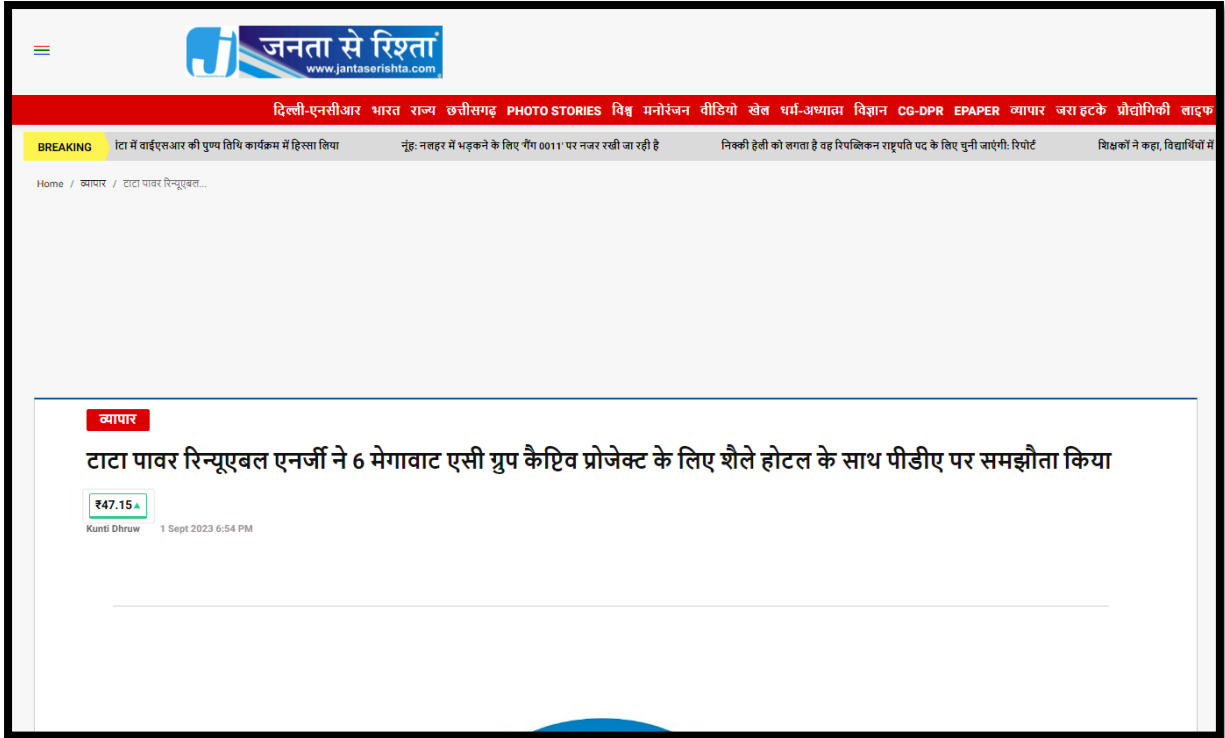 जनता से रिश्ता
www.jantaserishta.com
दिल्ली-एनसीआर भारत राज्य छत्तीसगढ़ PHOTO STORIES विश्व मनोरंजन वीडियो खेल धर्म-अध्यात्म विज्ञान CG-DPR EPAPER व्यापार जरा हटके प्रौद्योगिकी लाइफ
BREAKING ंटा में वाईएसआर की पुण्य तिथि कार्यक्रम में हिस्सा लिया नूंह: नलहर में भड़कने के लिए 'गैंग 0011' पर नजर रखी जा रही है निक्की हेली को लगता है वह रिपब्लिकन राष्ट्रपति पद के लिए चुनी जाएंगी: रिपोर्ट शिक्षकों ने कहा, विद्यार्थियों में
Home / व्यापार / टाटा पावर रिन्यूएबल...
व्यापार
टाटा पावर रिन्यूएबल एनर्जी ने 6 मेगावाट एसी ग्रुप कैप्टिव प्रोजेक्ट के लिए शैले होटल के साथ पीडीए पर समझौता किया
₹47.15▲
Kunti Dhruw 1 Sept 2023 6:54 PM